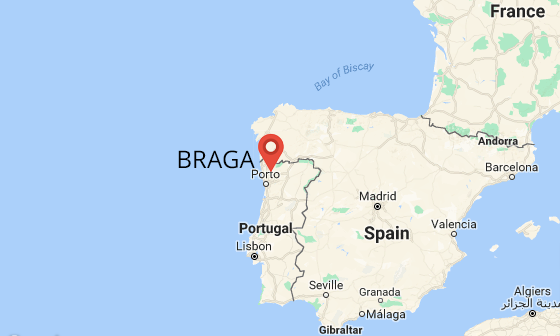 France
Bay of Biscay
Andorra
BRAGA
Barcelona
Porto
Madrid
Portugal
Valencia
Spain
Lisbon
Seville
Granada
Algiers
مدينة الجزائر
Málaga
Gibraltar